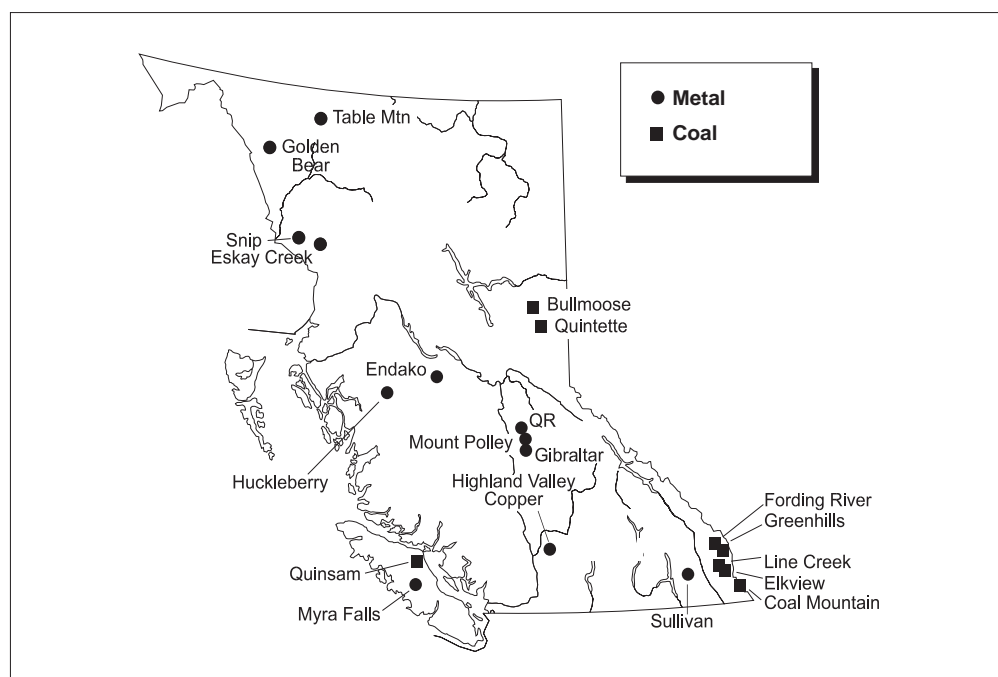 Metal
Coal
Table Mtn
Golden
Bear
Snip
Eskay Creek
Bullmoose
Quintette
Endako
QR
Mount Polley
Gibraltar
Huckleberry
Highland Valley
Copper
Fording River
Greenhills
Line Creek
Elkview
Coal Mountain
Quinsam
Myra Falls
Sullivan